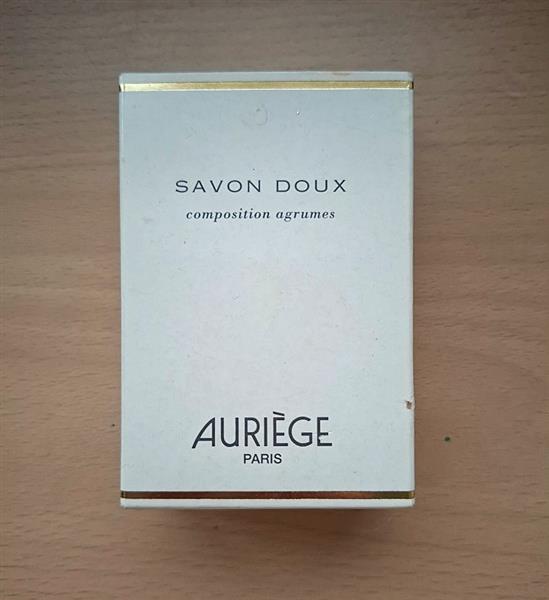 SAVON DOUX
composition agrumes
AURIÈGE
PARIS